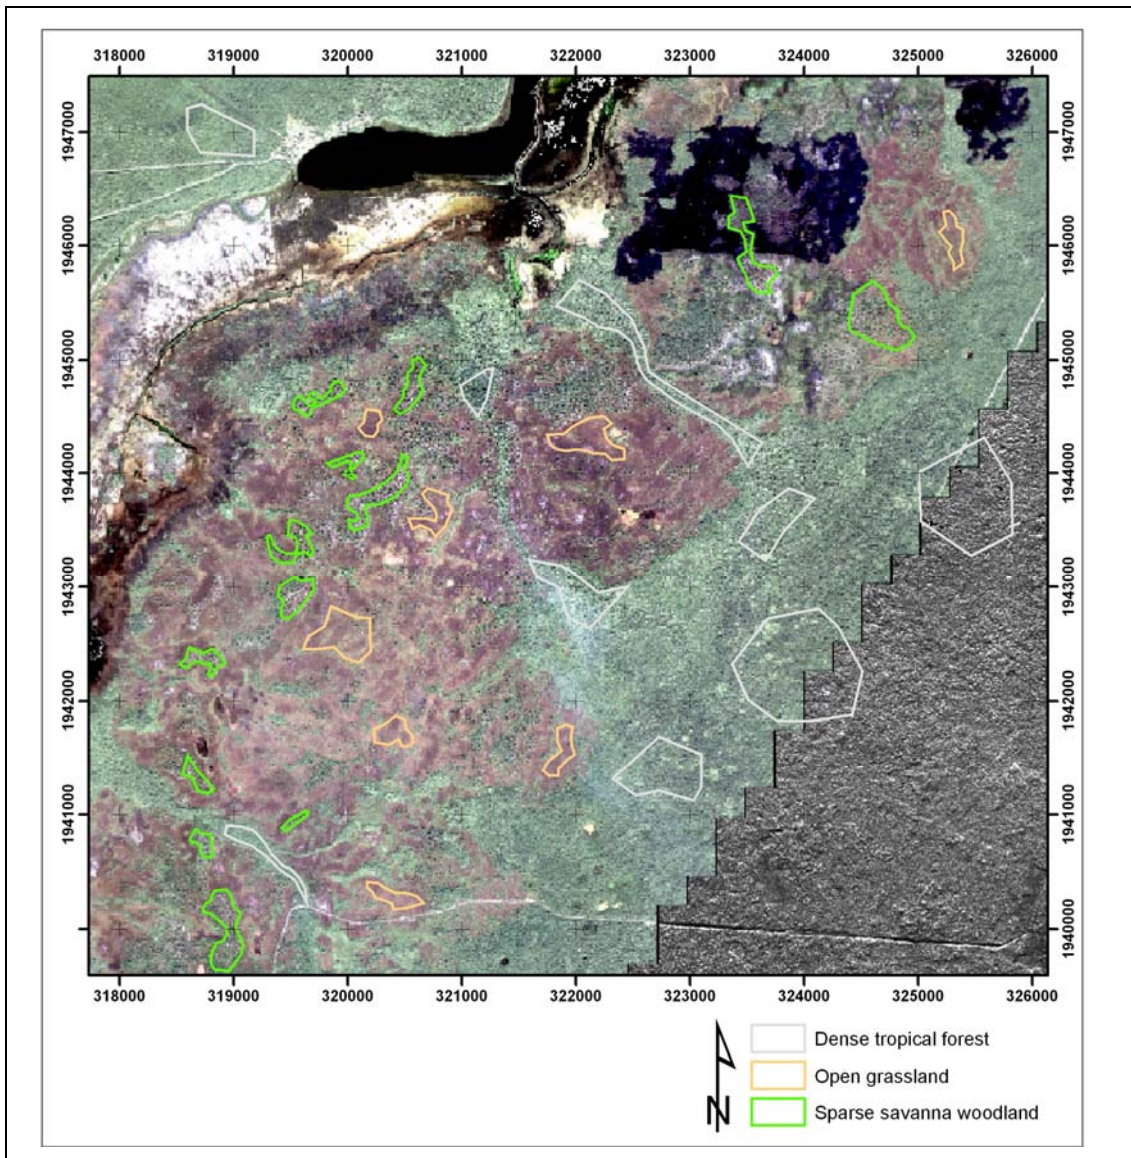 318000 319000 320000 321000 322000 323000 324000 325000 326000
1947000 1947000
1946000 1946000
1945000 1945000
1944000 1944000
1943000 1943000
1942000 1942000
1941000 1941000
1940000
318000 319000 320000 321000 322000 323000 324000 325000 326000
Dense tropical forest
Open grassland
N
Sparse savanna woodland